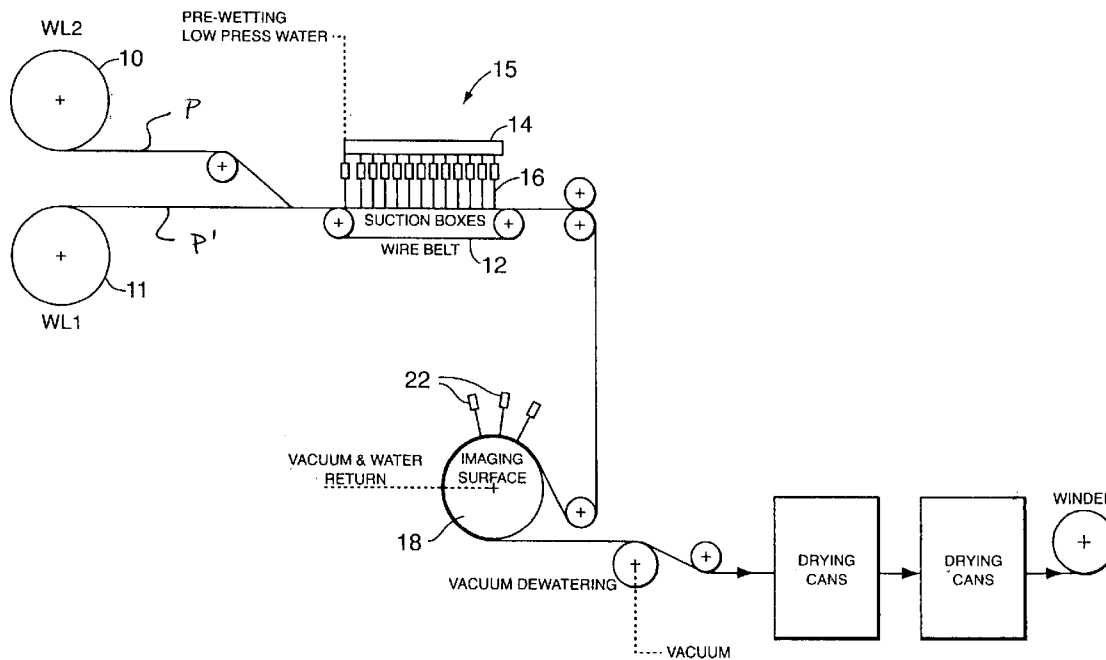 PRE-WETTING
LOW PRESS WATER
WL2
10
15
P
14
16
SUCTION BOXES
WIRE BELT
12
P'
11
WL1
22
VACUUM & WATER
RETURN
IMAGING
SURFACE
18
VACUUM DEWATERING
VACUUM
DRYING
CANS
DRYING
CANS
WINDER